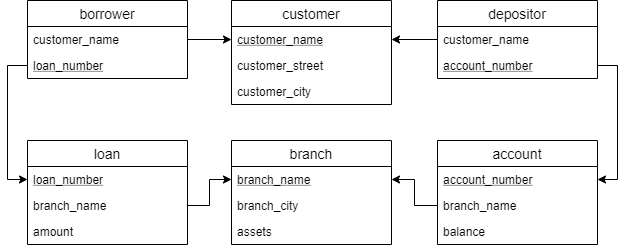 borrower
customer_name
loan_number
customer
customer_name
customer_street
customer_city
depositor
customer_name
account_number
loan
loan_number
branch_name
amount
branch
branch_name
branch_city
assets
account
account_number
branch_name
balance